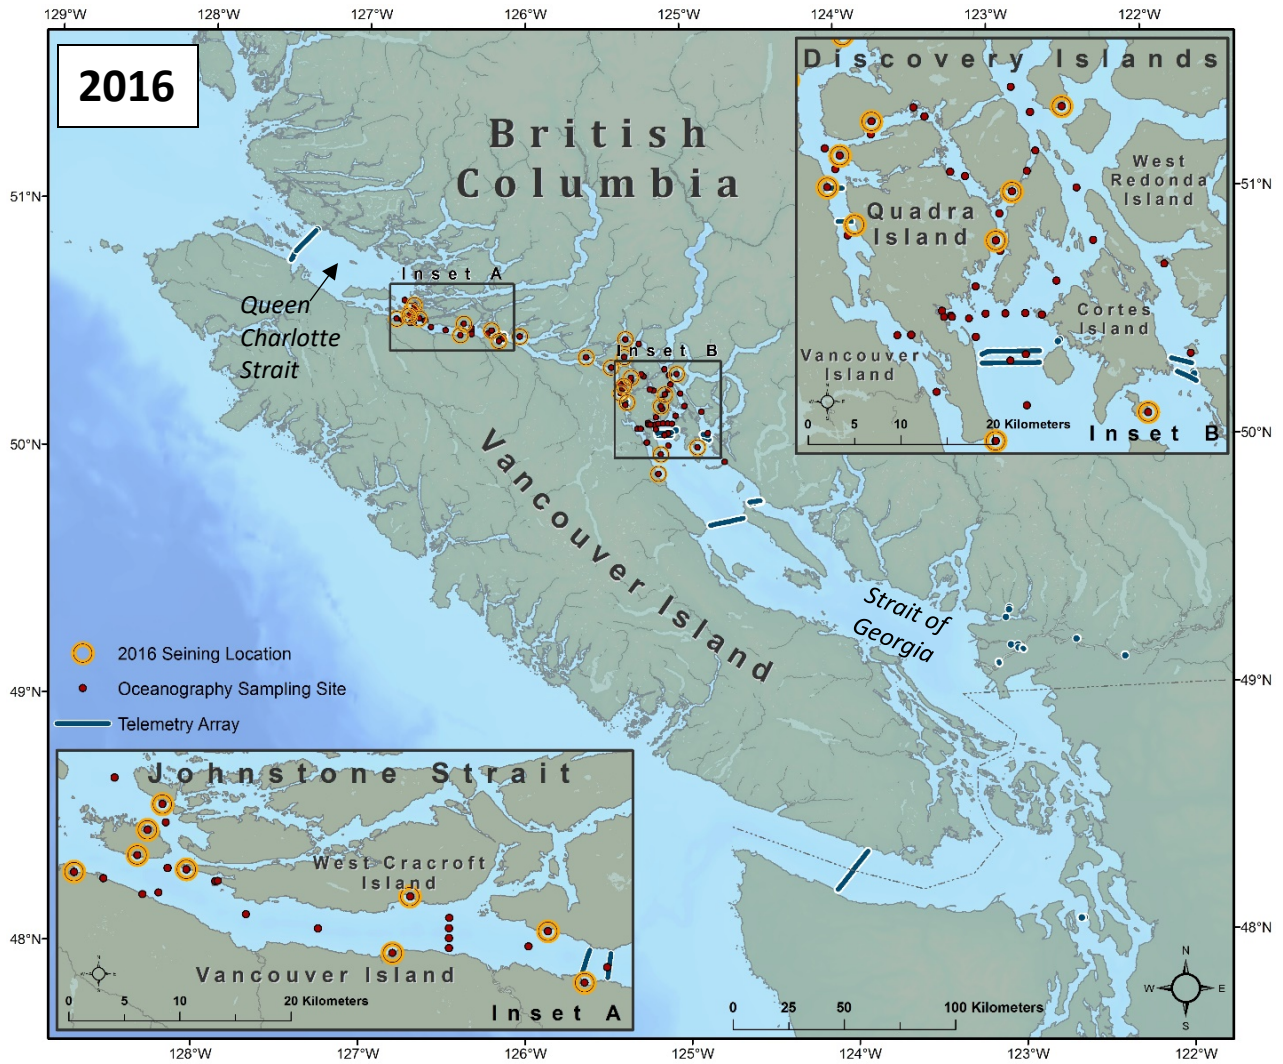 129°W 128°W 127°W 126°W 125°W 124°W 123°W 122°W
2016
British
Columbia
51°N
51°N
50°N
50°N
49°N
49°N
48°N
48°N
Queen
Charlotte
Strait
Inset A
Inset B
Vancouver Island
Strait of
Georgia
Discovery Islands
West
Redonda
Island
Quadra
Island
Cortes
Island
Vancouver
Island
N
W E
S
0 5 10 20 Kilometers
Inset B
2016 Seining Location
Oceanography Sampling Site
Telemetry Array
Johnstone Strait
West Cracroft
Island
Vancouver Island
N
W E
S
0 5 10 20 Kilometers
Inset A
0 25 50 100 Kilometers
N
W E
S
128°W 127°W 126°W 125°W 124°W 123°W 122°W